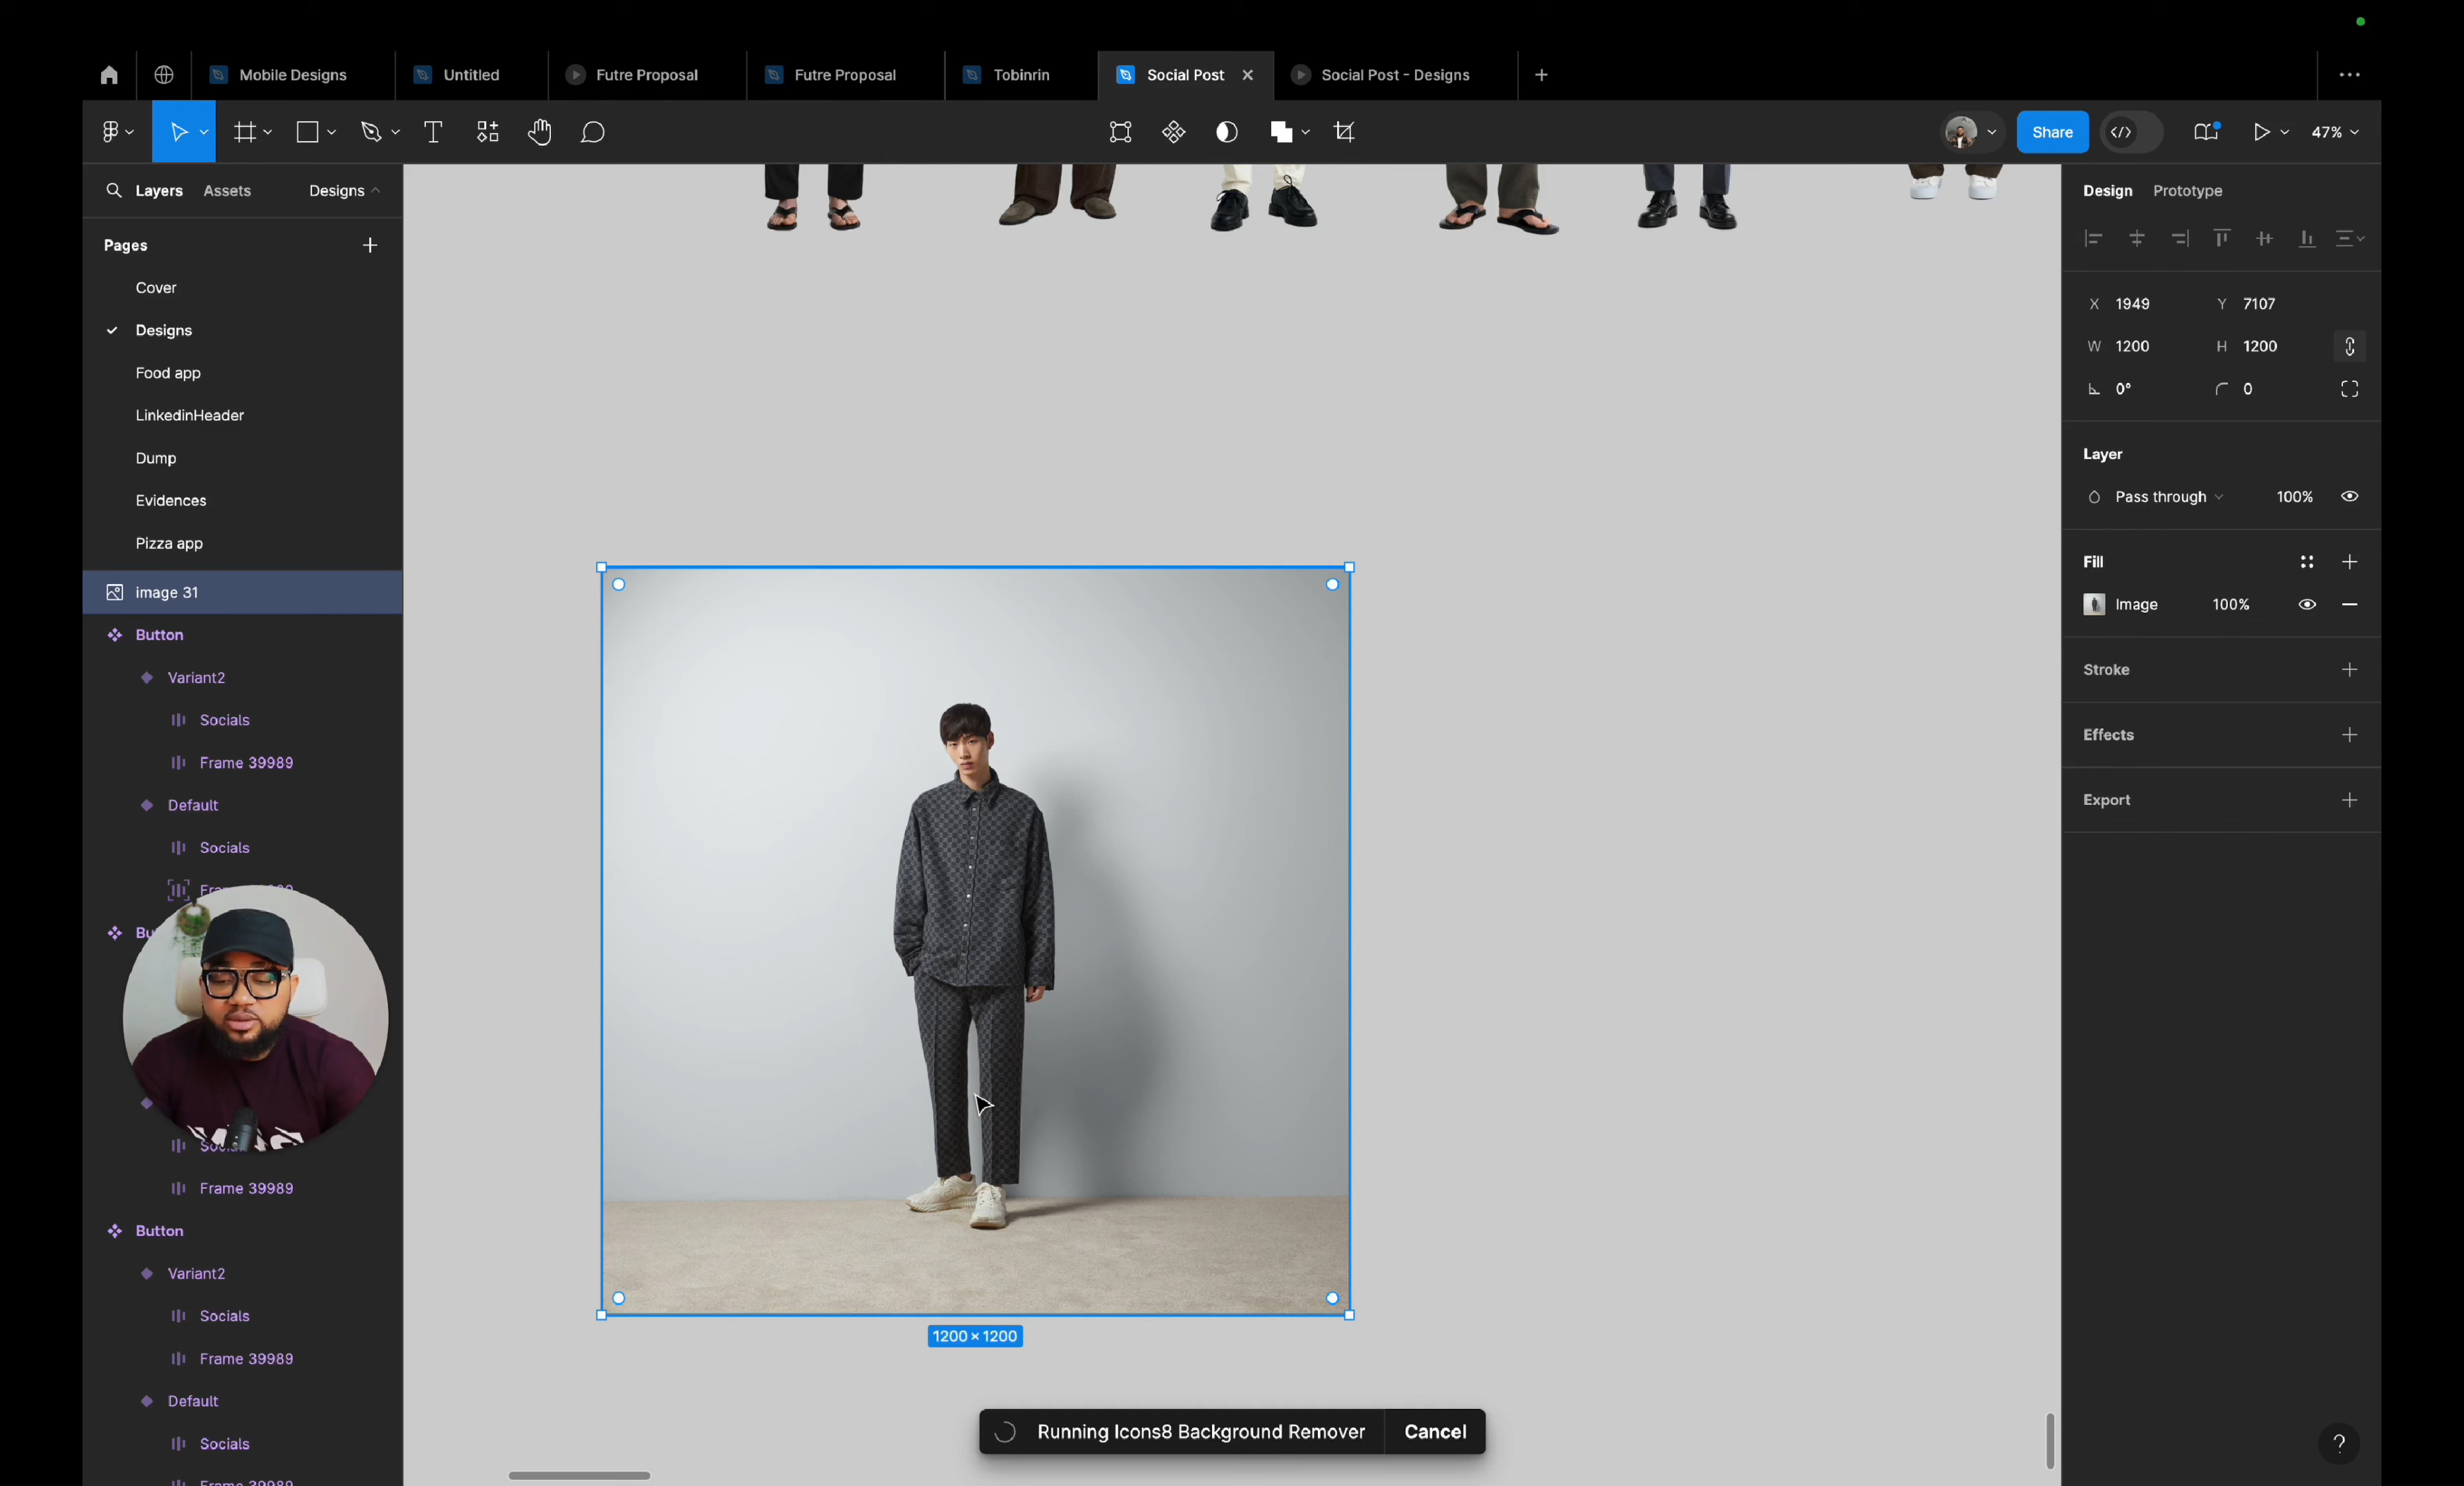 Mobile Designs
Untitled
Futre Proposal
Futre Proposal
Tobinrin
Social Post
Social Post - Designs
Share
47%
Layers
Assets
Designs
Pages
Cover
Designs
Food app
LinkedinHeader
Dump
Evidences
Pizza app
image 31
Button
Variant2
Socials
Frame 39989
Default
Socials
Frame 39989
Button
Variant2
Socials
Frame 39989
Default
Socials
1200 × 1200
Running Icons8 Background Remover
Cancel
Design
Prototype
X 1949
Y 7107
W 1200
H 1200
0°
0
Layer
Pass through
100%
Fill
Image
100%
Stroke
Effects
Export
?